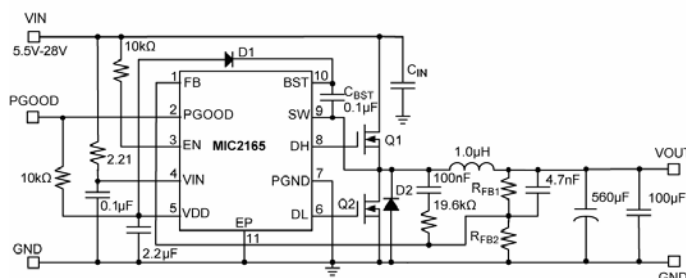 VIN
5.5V-28V
10kΩ
D1
PGOOD
1
FB
2
PGOOD
3
EN
4
VIN
5
VDD
MIC2165
BST
10
SW
9
DH
8
PGND
7
DL
6
EP
11
CBST
0.1µF
CIN
Q1
Q2
D2
2.21
10kΩ
0.1µF
2.2µF
1.0µH
100nF
19.6kΩ
RFB1
RFB2
4.7nF
560µF
100µF
VOUT
GND
GND